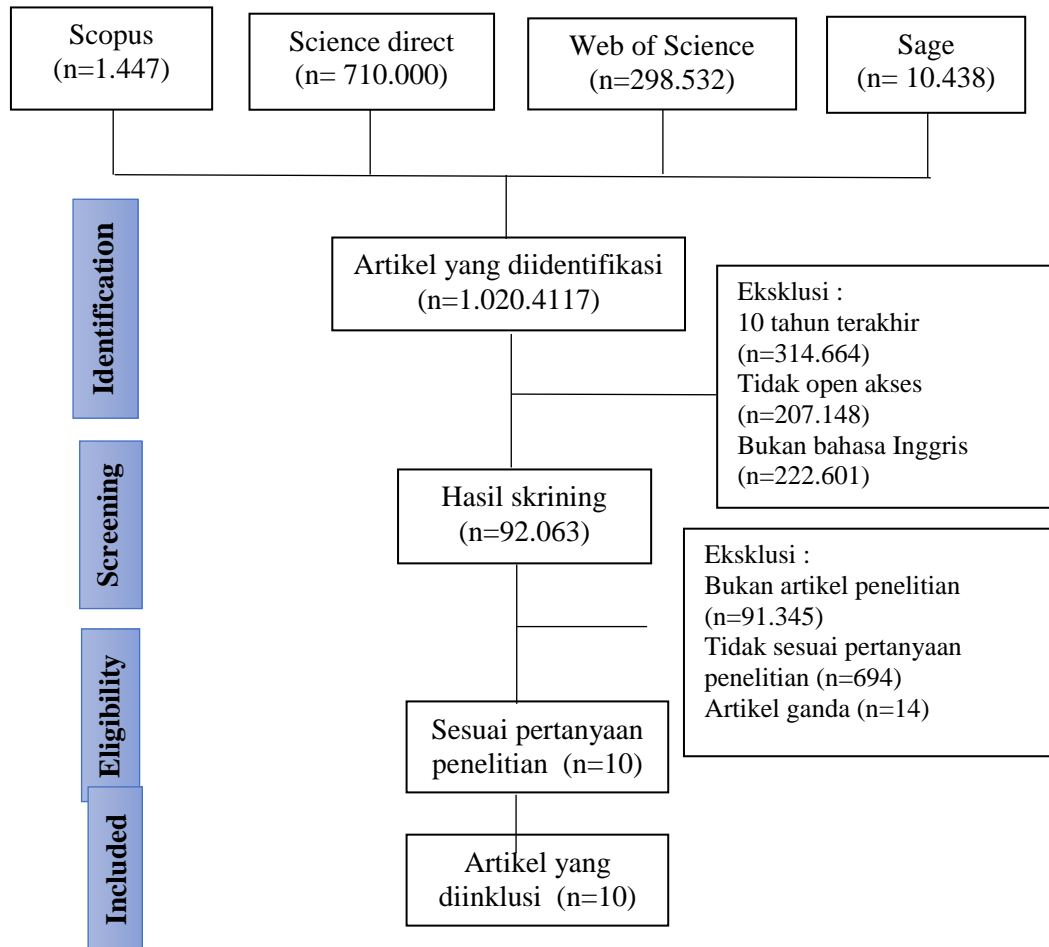 Scopus
(n=1.447)
Science direct
(n= 710.000)
Web of Science
(n=298.532)
Sage
(n= 10.438)
Identification
Artikel yang diidentifikasi
(n=1.020.4117)
Eksklusi :
10 tahun terakhir
(n=314.664)
Tidak open akses
(n=207.148)
Bukan bahasa Inggris
(n=222.601)
Screening
Hasil skrining
(n=92.063)
Eksklusi :
Bukan artikel penelitian
(n=91.345)
Tidak sesuai pertanyaan
penelitian (n=694)
Artikel ganda (n=14)
Eligibility
Sesuai pertanyaan
penelitian (n=10)
Included
Artikel yang
diinklusi (n=10)